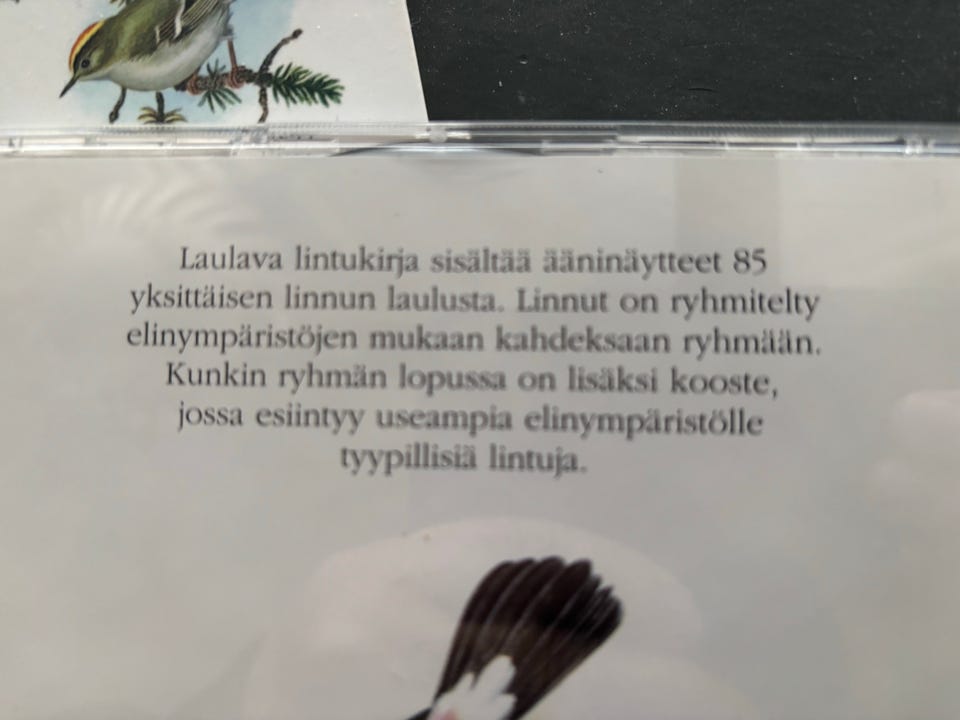 Laulava lintukirja sisältää ääninäytteet 85
yksittäisen linnun laulusta. Linnut on ryhmitelty
elinympäristöjen mukaan kahdeksaan ryhmään.
Kunkin ryhmän lopussa on lisäksi kooste,
jossa esiintyy useampia elinympäristölle
tyypillisiä lintuja.